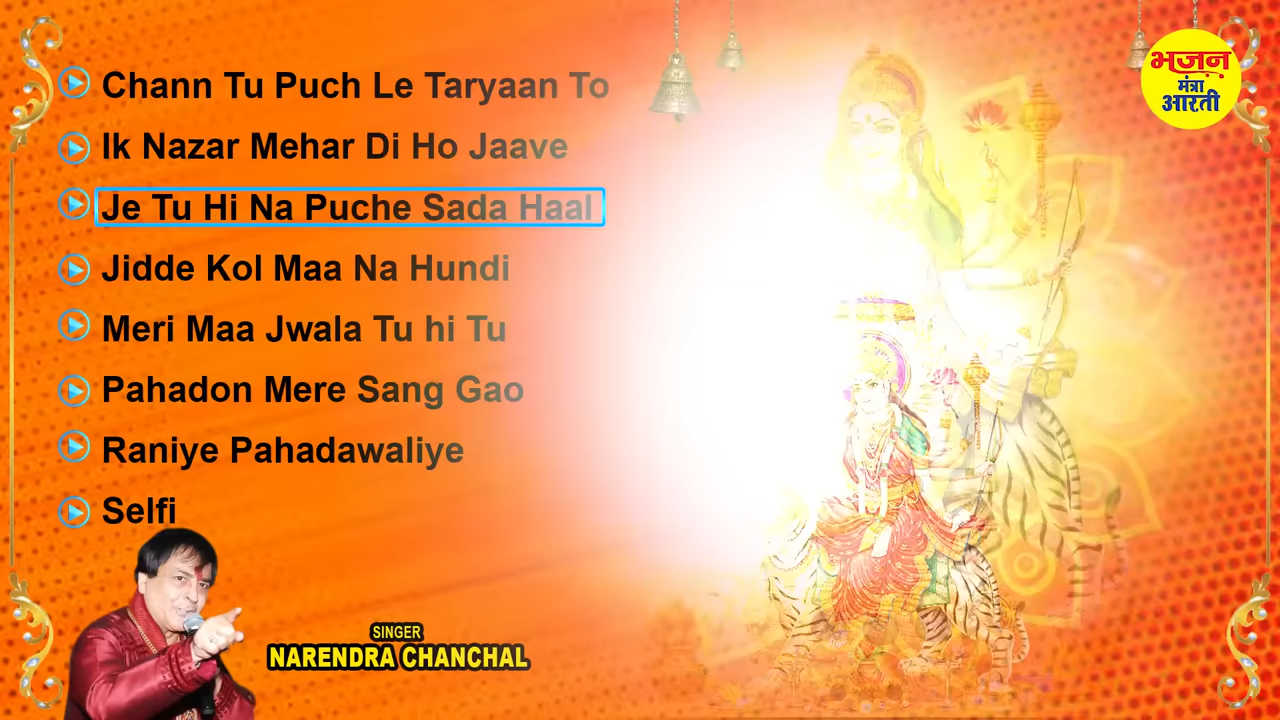 Chann Tu Puch Le Taryaan To
Ik Nazar Mehar Di Ho Jaave
Je Tu Hi Na Puche Sada Haal
Jidde Kol Maa Na Hundi
Meri Maa Jwala Tu hi Tu
Pahadon Mere Sang Gao
Raniye Pahadawaliye
Selfi
SINGER
NARENDRA CHANCHAL
भजन
मंत्रा
आरती